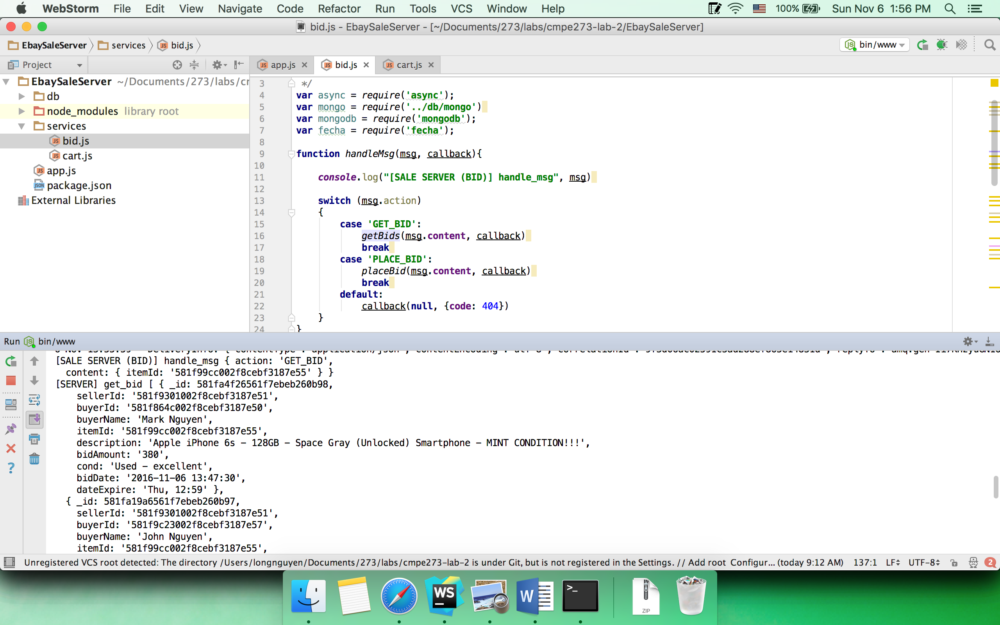 WebStorm File Edit View Navigate Code Refactor Run Tools VCS Window Help 100% Sun Nov 6 1:56 PM
bid.js - EbaySaleServer - [~/Documents/273/labs/cmpe273-lab-2/EbaySaleServer]
EbaySaleServer services bid.js bin/www
Project app.js bid.js cart.js
EbaySaleServer ~/Documents/273/labs/cr
db
node_modules library root
services
bid.js
cart.js
app.js
package.json
External Libraries
3 */
4 var async = require('async');
5 var mongo = require('../db/mongo')
6 var mongodb = require('mongodb');
7 var fecha = require('fecha');
8
9 function handleMsg(msg, callback){
10
11 console.log("[SALE SERVER (BID)] handle_msg", msg)
12
13 switch (msg.action)
14 {
15 case 'GET_BID':
16 getBids(msg.content, callback)
17 break
18 case 'PLACE_BID':
19 placeBid(msg.content, callback)
20 break
21 default:
22 callback(null, {code: 404})
23 }
24 }
Run bin/www
[SALE SERVER (BID)] handle_msg { action: 'GET_BID',
content: { itemId: '581f99cc002f8cebf3187e55' } }
[SERVER] get_bid [ { _id: 581fa4f26561f7ebeb260b98,
sellerId: '581f9301002f8cebf3187e51',
buyerId: '581f864c002f8cebf3187e50',
buyerName: 'Mark Nguyen',
itemId: '581f99cc002f8cebf3187e55',
description: 'Apple iPhone 6s - 128GB - Space Gray (Unlocked) Smartphone - MINT CONDITION!!!',
bidAmount: '380',
cond: 'Used - excellent',
bidDate: '2016-11-06 13:47:30',
dateExpire: 'Thu, 12:59' },
{ _id: 581fa19a6561f7ebeb260b97,
sellerId: '581f9301002f8cebf3187e51',
buyerId: '581f9c23002f8cebf3187e57',
buyerName: 'John Nguyen',
itemId: '581f99cc002f8cebf3187e55',
Unregistered VCS root detected: The directory /Users/longnguyen/Documents/273/labs/cmpe273-lab-2 is under Git, but is not registered in the Settings. // Add root Configur... (today 9:12 AM) 137:1 LF UTF-8 2
WS
W
>_
ZIP